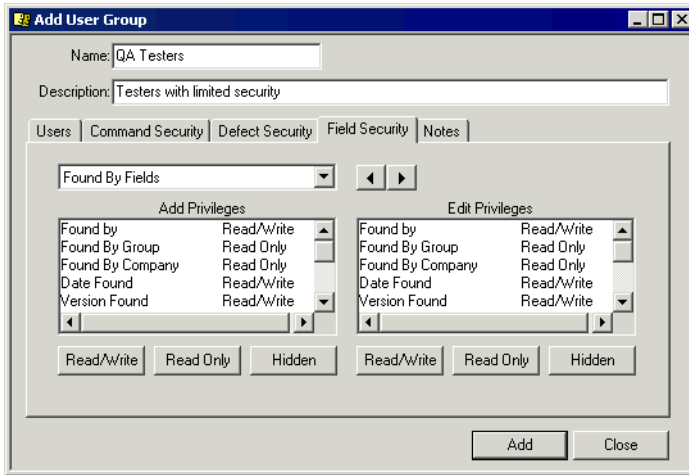 Add User Group
Name: QA Testers
Description: Testers with limited security
Users Command Security Defect Security Field Security Notes
Found By Fields
Add Privileges Edit Privileges
Found by Read/Write Found by Read/Write
Found By Group Read Only Found By Group Read Only
Found By Company Read Only Found By Company Read Only
Date Found Read/Write Date Found Read/Write
Version Found Read/Write Version Found Read/Write
Read/Write Read Only Hidden Read/Write Read Only Hidden
Add Close